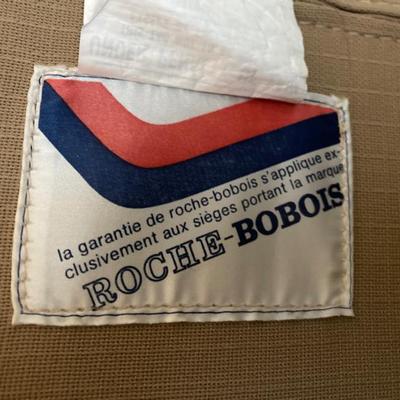 la garantie de roche-bobois s'applique ex-
clusivement aux sièges portant la marque
ROCHE-BOBOIS